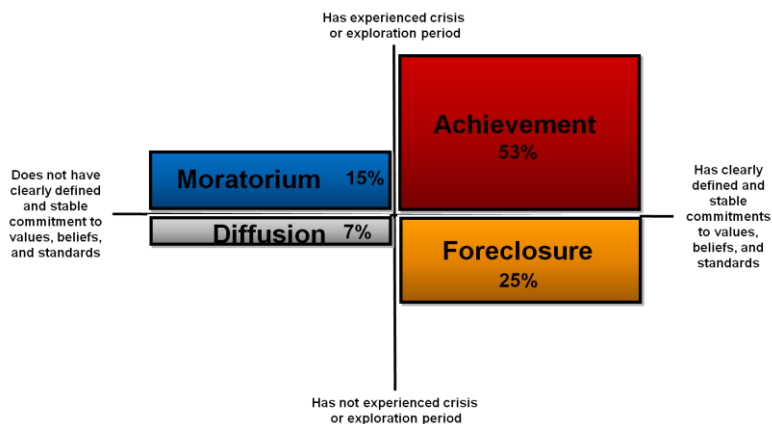 Has experienced crisis
or exploration period
Achievement
53%
Moratorium 15%
Does not have
clearly defined
and stable
commitment to
values, beliefs,
and standards
Has clearly
defined and
stable
commitments
to values,
beliefs, and
standards
Diffusion 7%
Foreclosure
25%
Has not experienced crisis
or exploration period